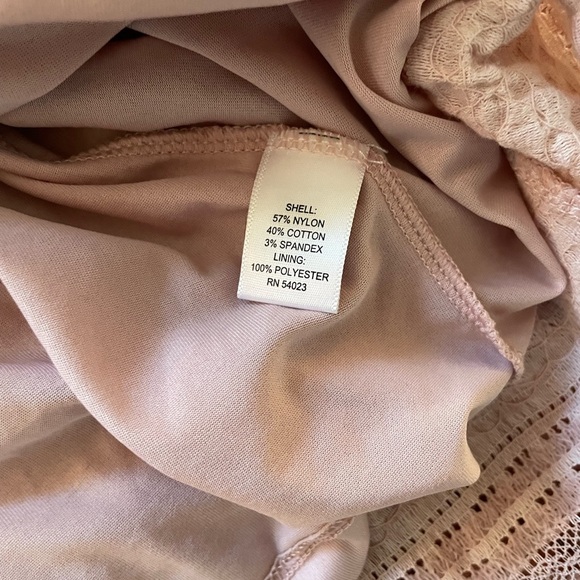 SHELL:
57% NYLON
40% COTTON
3% SPANDEX
LINING:
100% POLYESTER
RN 54023